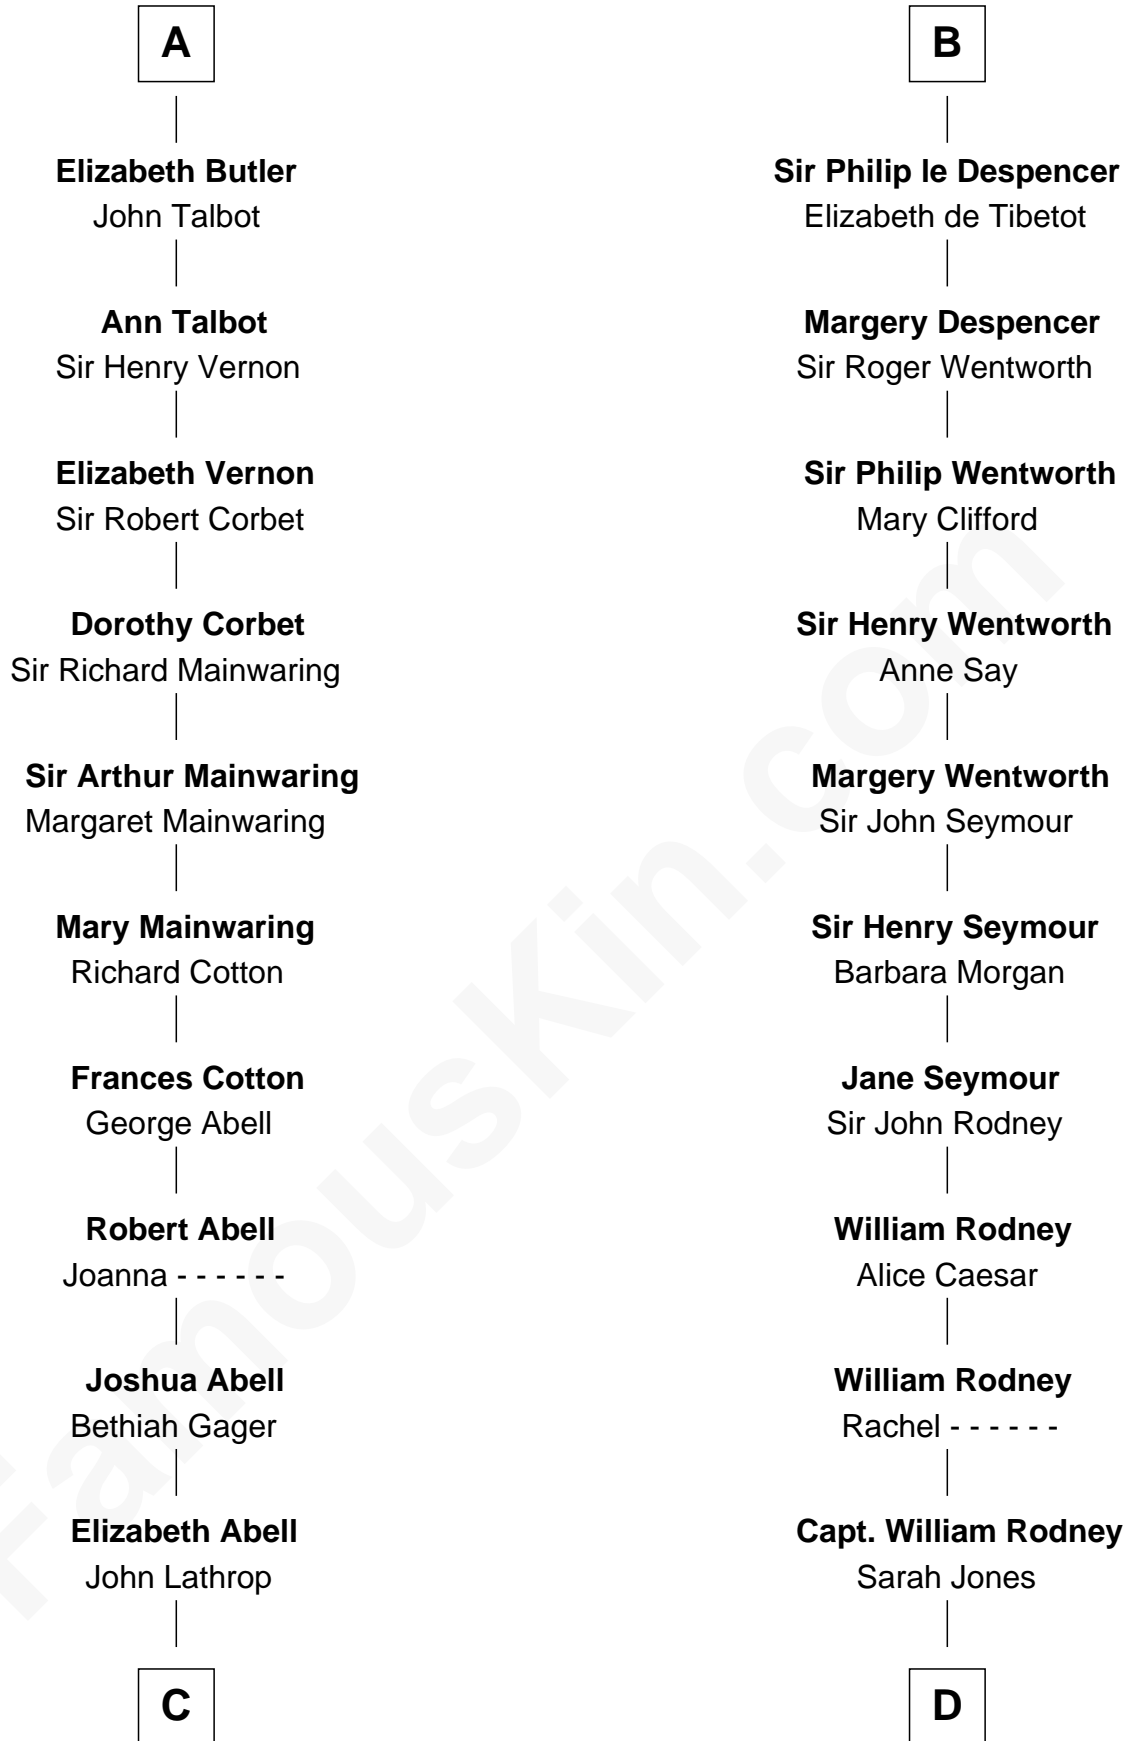 A
Elizabeth Butler
John Talbot
Ann Talbot
Sir Henry Vernon
Elizabeth Vernon
Sir Robert Corbet
Dorothy Corbet
Sir Richard Mainwaring
Sir Arthur Mainwaring
Margaret Mainwaring
Mary Mainwaring
Richard Cotton
Frances Cotton
George Abell
Robert Abell
Joanna - - - - - -
Joshua Abell
Bethiah Gager
Elizabeth Abell
John Lathrop
C
B
Sir Philip le Despencer
Elizabeth de Tibetot
Margery Despencer
Sir Roger Wentworth
Sir Philip Wentworth
Mary Clifford
Sir Henry Wentworth
Anne Say
Margery Wentworth
Sir John Seymour
Sir Henry Seymour
Barbara Morgan
Jane Seymour
Sir John Rodney
William Rodney
Alice Caesar
William Rodney
Rachel - - - - - -
Capt. William Rodney
Sarah Jones
D
FamousKin.com